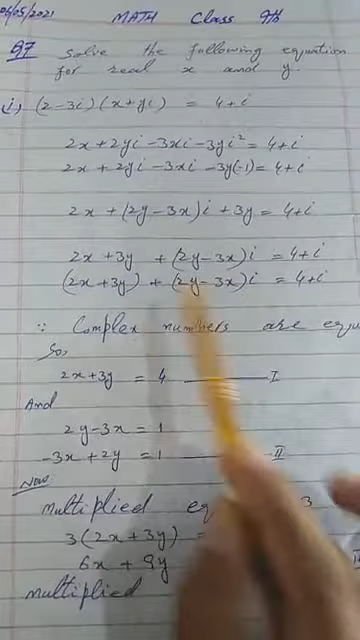 06/05/2021 MATH Class 9th
Q7 Solve the following equation
for real x and y
i, (2-3i)(x+yi) = 4+i
2x+2yi-3xi-3yi² = 4+i
2x+2yi-3xi-3y(-1) = 4+i
2x+(2y-3x)i+3y = 4+i
2x+3y+(2y-3x)i = 4+i
(2x+3y)+(2y-3x)i = 4+i
∵ Complex numbers are equ
So,
2x+3y = 4 I
And
2y-3x = 1
-3x+2y = 1 II
Now
multiplied eq 3
3(2x+3y) =
6x+9y
multiplied